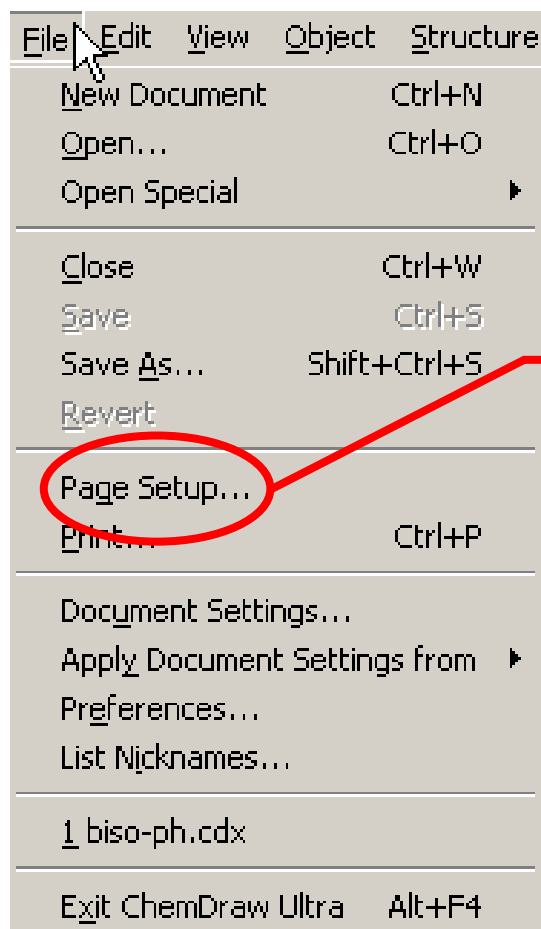 File Edit View Object Structure
New Document Ctrl+N
Open... Ctrl+O
Open Special
Close Ctrl+W
Save Ctrl+S
Save As... Shift+Ctrl+S
Revert
Page Setup...
Print... Ctrl+P
Document Settings...
Apply Document Settings from
Preferences...
List Nicknames...
1 biso-ph.cdx
Exit ChemDraw Ultra Alt+F4